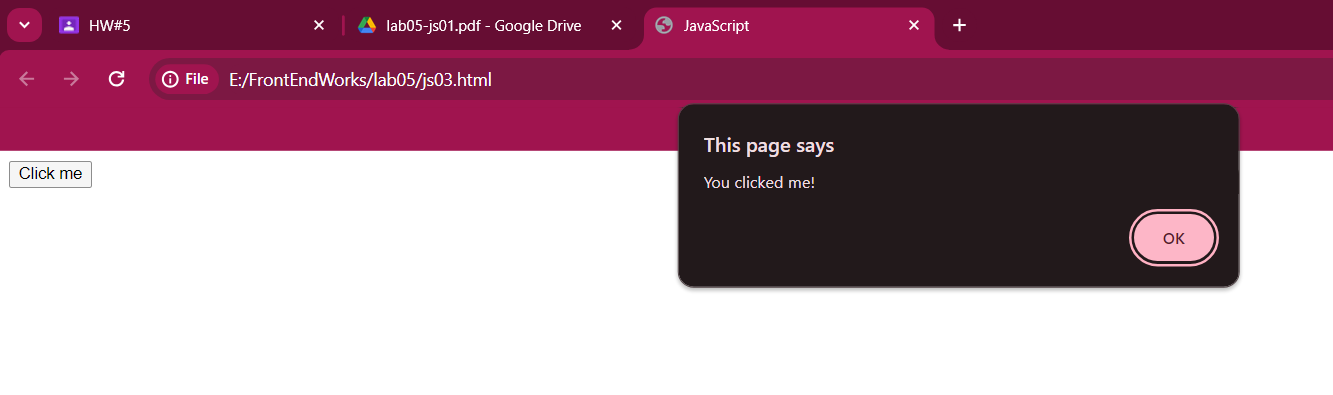 HW#5
lab05-js01.pdf - Google Drive
JavaScript
File
E:/FrontEndWorks/lab05/js03.html
This page says
You clicked me!
OK
Click me